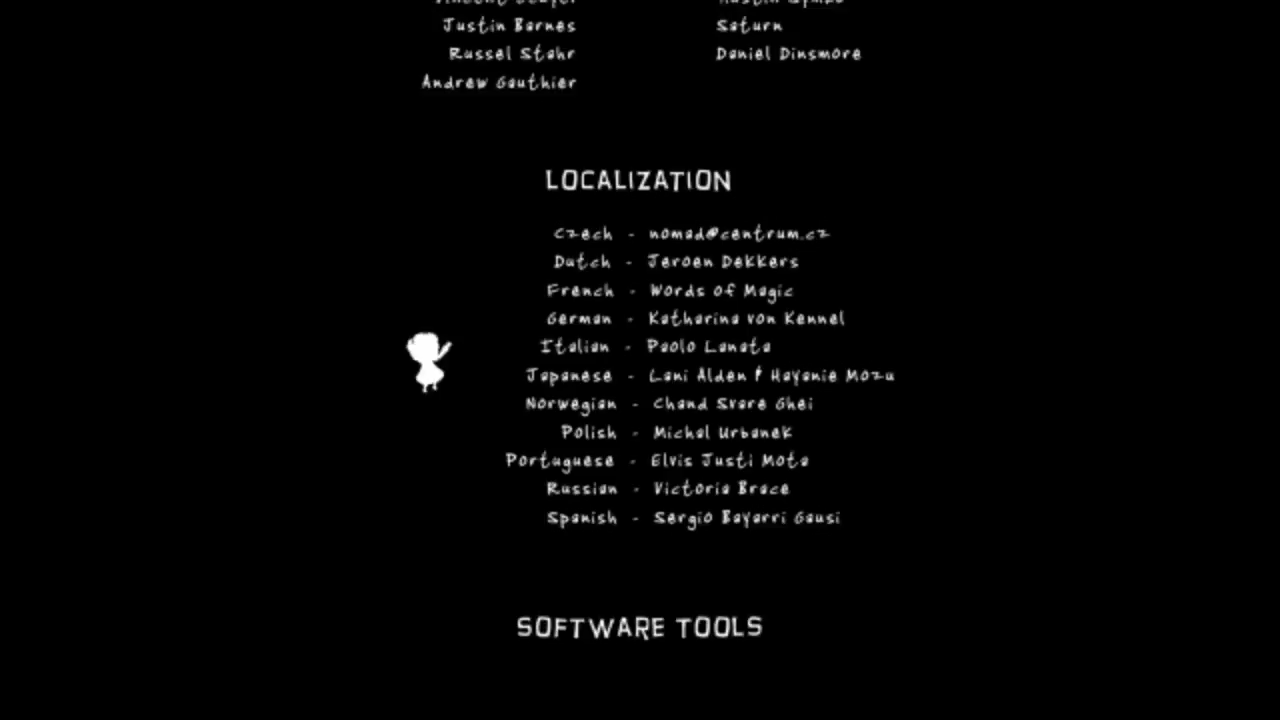 Justin Barnes
Saturn
Russel Stahr
Daniel Dinsmore
Andrew Gauthier
LOCALIZATION
Czech - nomad@centrum.cz
Dutch - Jeroen Dekkers
French - Words of Magic
German - Katharina von Kennel
Italian - Paolo Lanata
Japanese - Lani Alden & Hayanie Mozu
Norwegian - Chand Svare Ghei
Polish - Michal Urbanek
Portuguese - Elvis Justi Mota
Russian - Victoria Brace
Spanish - Sergio Bayarri Gausi
SOFTWARE TOOLS